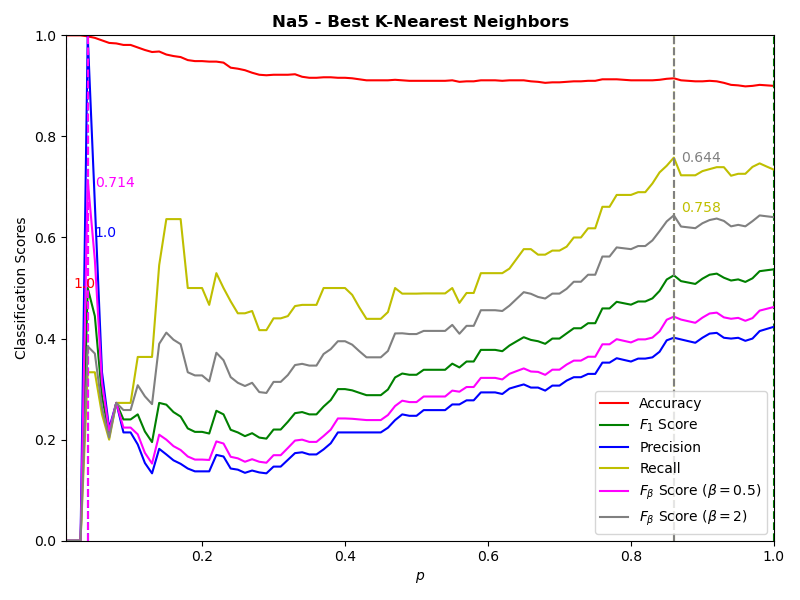 Na5 - Best K-Nearest Neighbors
Classification Scores
1.0
0.8
0.6
0.4
0.2
0.0
0.714
1.0
1.0
0.644
0.758
Accuracy
F₁ Score
Precision
Recall
Fᵦ Score (β = 0.5)
Fᵦ Score (β = 2)
0.2
0.4
0.6
0.8
1.0
p